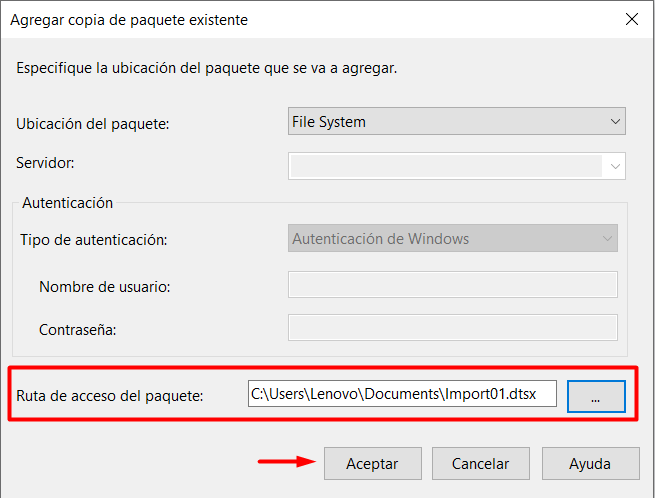 Agregar copia de paquete existente
Especifique la ubicación del paquete que se va a agregar.
Ubicación del paquete: File System
Servidor:
Autenticación
Tipo de autenticación: Autenticación de Windows
Nombre de usuario:
Contraseña:
Ruta de acceso del paquete: C:\Users\Lenovo\Documents\Import01.dtsx ...
Aceptar Cancelar Ayuda